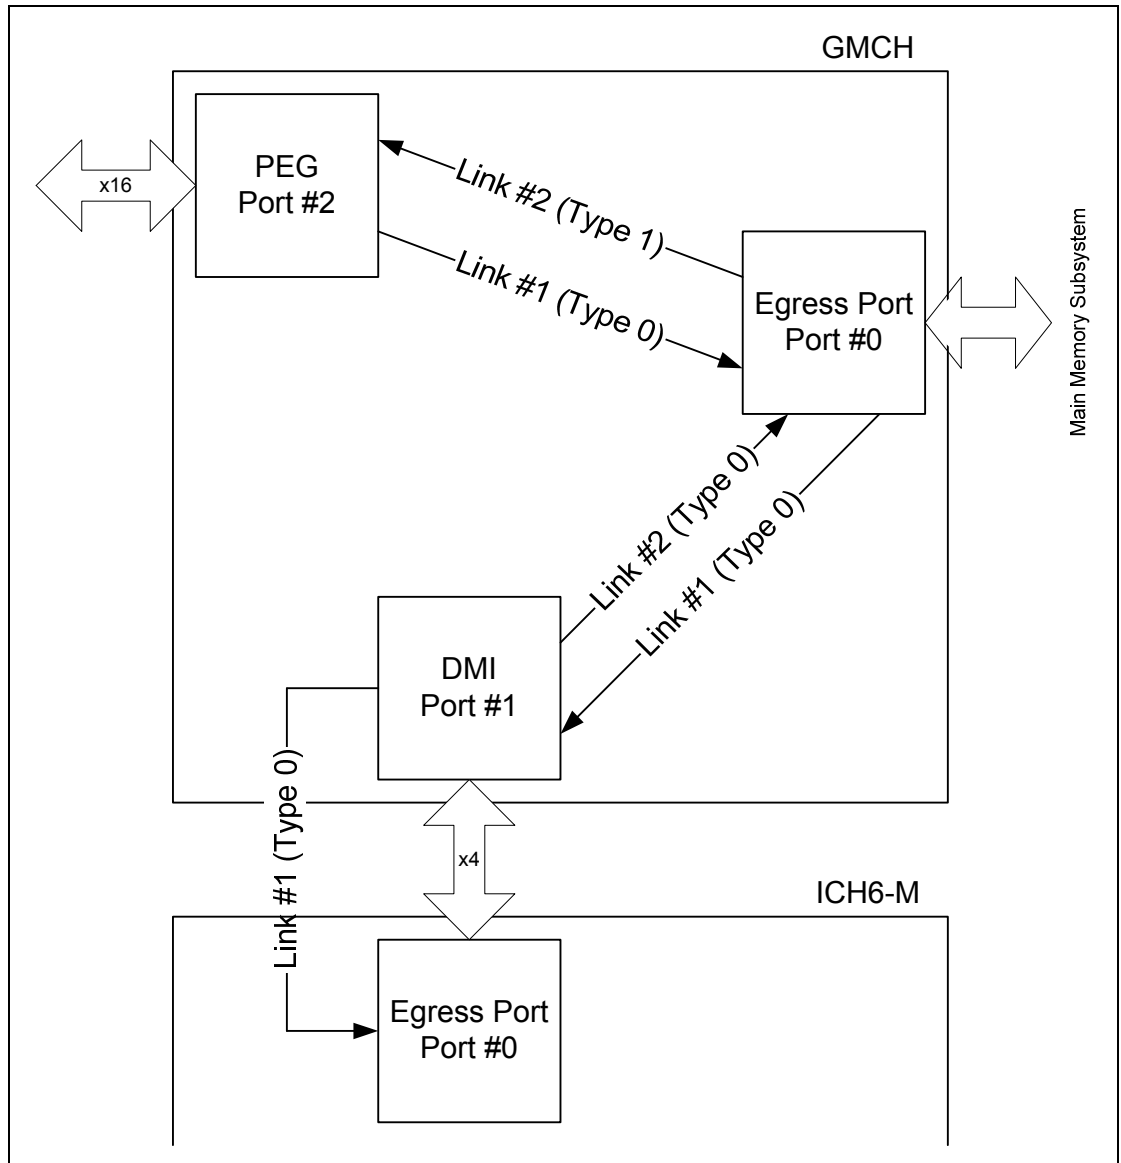 GMCH
PEG
Port #2
x16
Link #2 (Type 1)
Link #1 (Type 0)
Egress Port
Port #0
Main Memory Subsystem
Link #2 (Type 0)
Link #1 (Type 0)
DMI
Port #1
Link #1 (Type 0)
x4
ICH6-M
Egress Port
Port #0